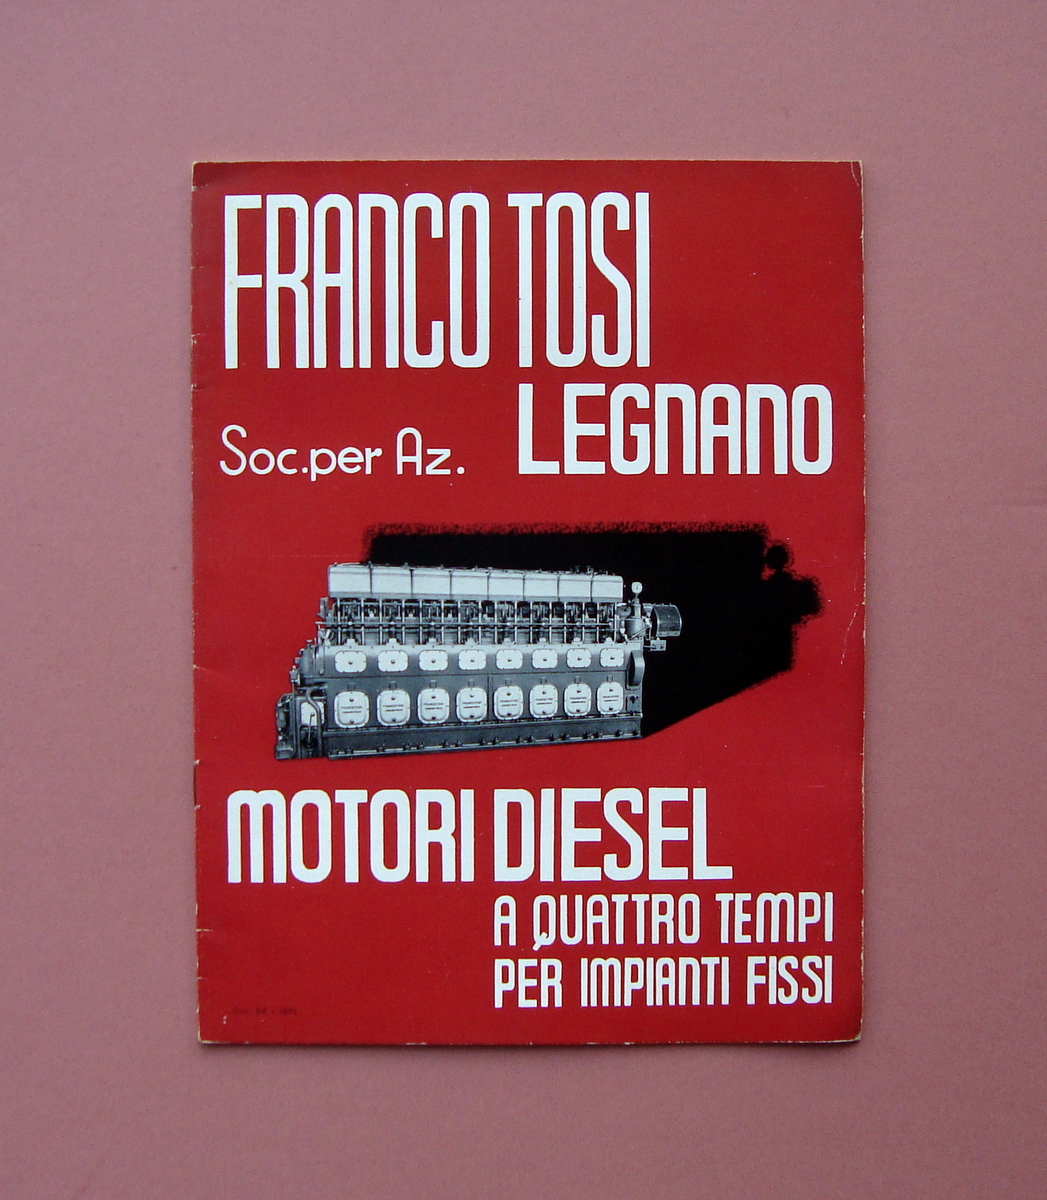 FRANCO TOSI
LEGNANO
Soc.per Az.
MOTORI DIESEL
A QUATTRO TEMPI
PER IMPIANTI FISSI